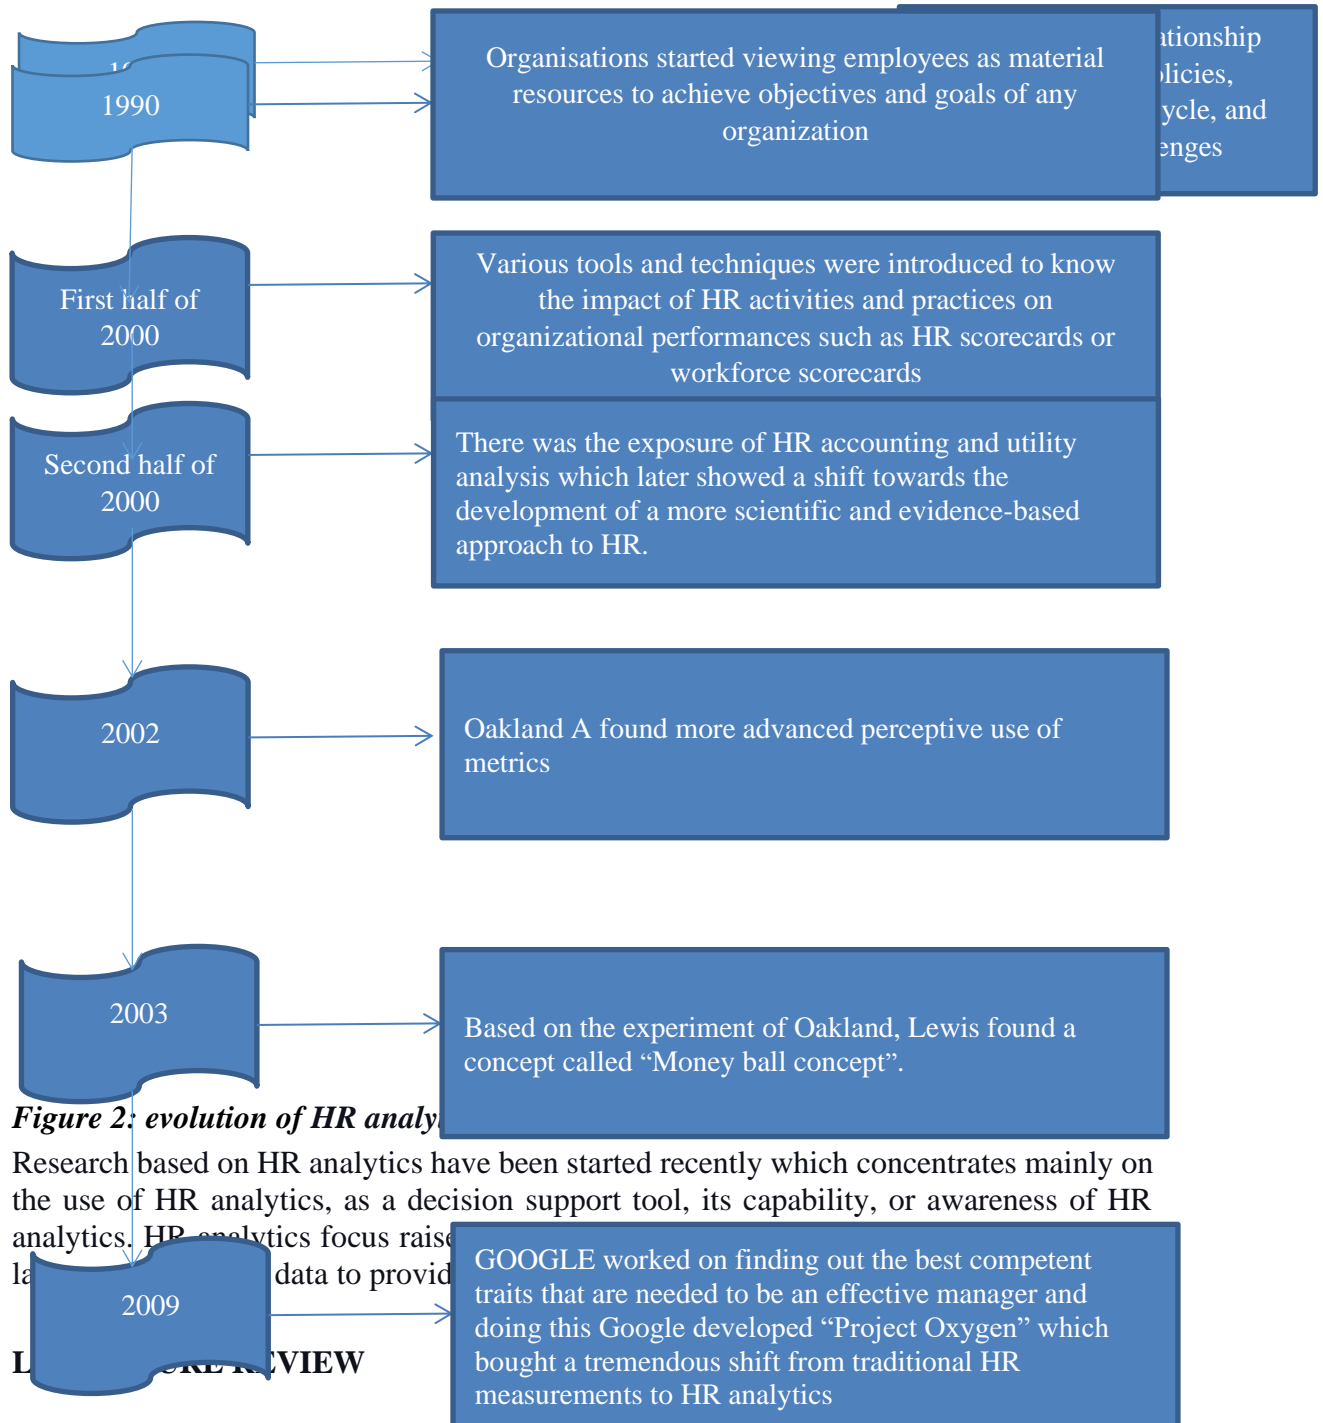 1990
Organisations started viewing employees as material
resources to achieve objectives and goals of any
organization
ycle, and
First half of
2000
Various tools and techniques were introduced to know
the impact of HR activities and practices on
organizational performances such as HR scorecards or
workforce scorecards
Second half of
2000
There was the exposure of HR accounting and utility
analysis which later showed a shift towards the
development of a more scientific and evidence-based
approach to HR.
2002
Oakland A found more advanced perceptive use of
metrics
2003
Based on the experiment of Oakland, Lewis found a
concept called “Money ball concept”.
Figure 2: evolution of HR
Research based on HR analytics have been started recently which concentrates mainly on
the use of HR analytics, as a decision support tool, its capability, or awareness of HR
analytics. HR analytics focus
data to
2009
GOOGLE worked on finding out the best competent
traits that are needed to be an effective manager and
doing this Google developed “Project Oxygen” which
bought a tremendous shift from traditional HR
measurements to HR analytics
REVIEW